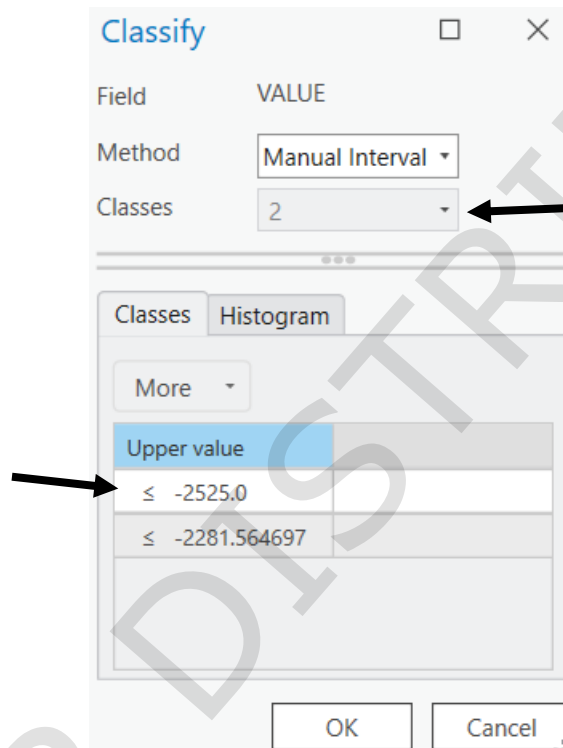 Classify
Field VALUE
Method Manual Interval
Classes 2
Classes Histogram
More
Upper value
≤ -2525.0
≤ -2281.564697
OK Cancel